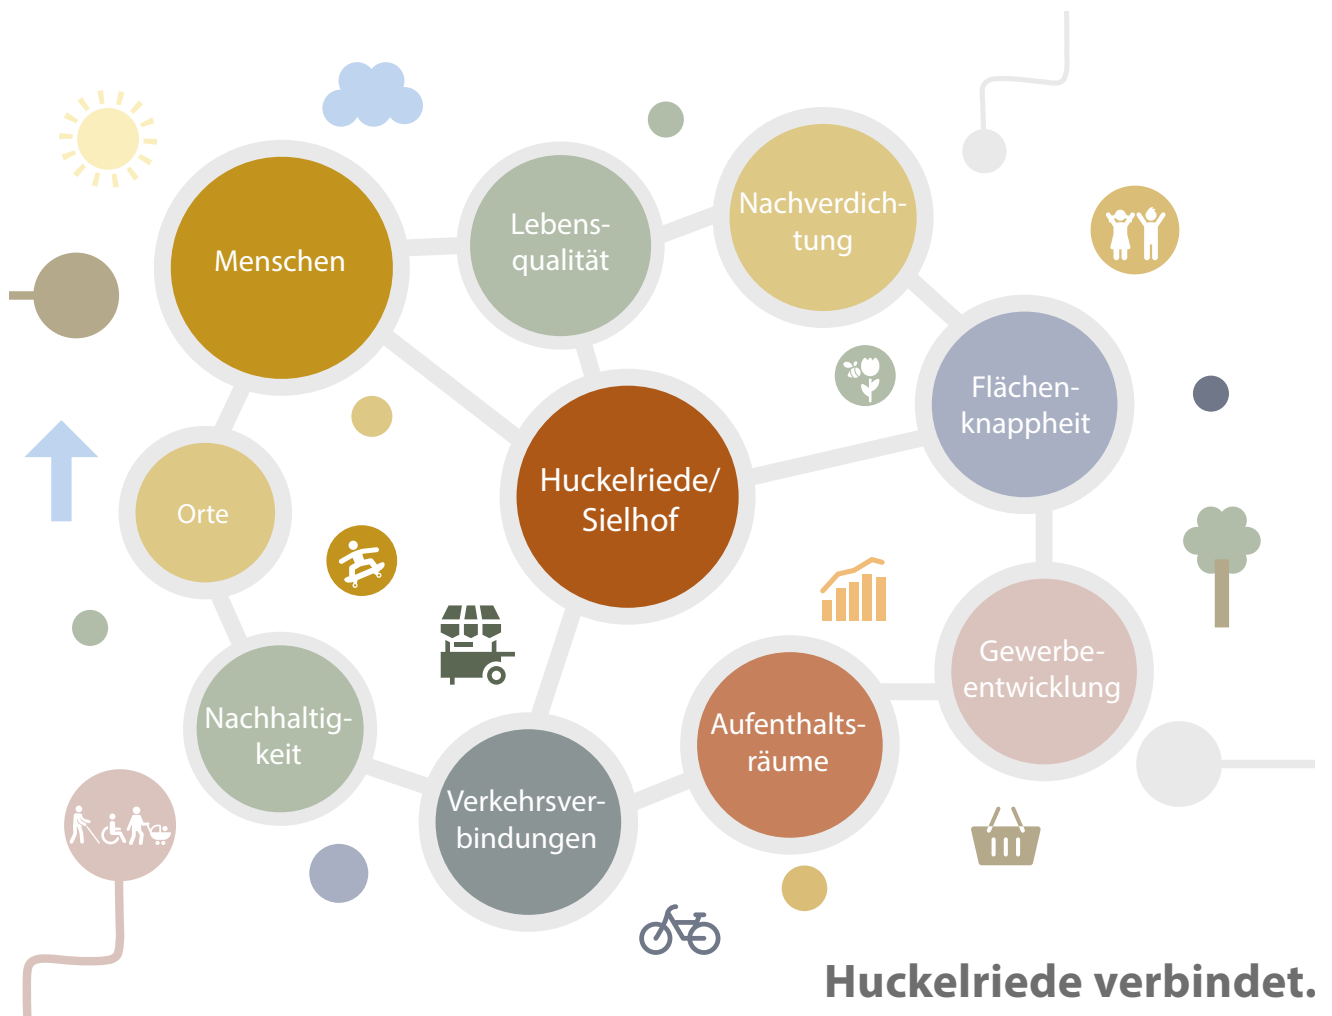 Menschen
Lebens-
qualität
Nachverdich-
tung
Flächen-
knappheit
Huckelriede/
Sielhof
Orte
Gewerbe-
entwicklung
Nachhaltig-
keit
Aufenthalts-
räume
Verkehrsver-
bindungen
Huckelriede verbindet.